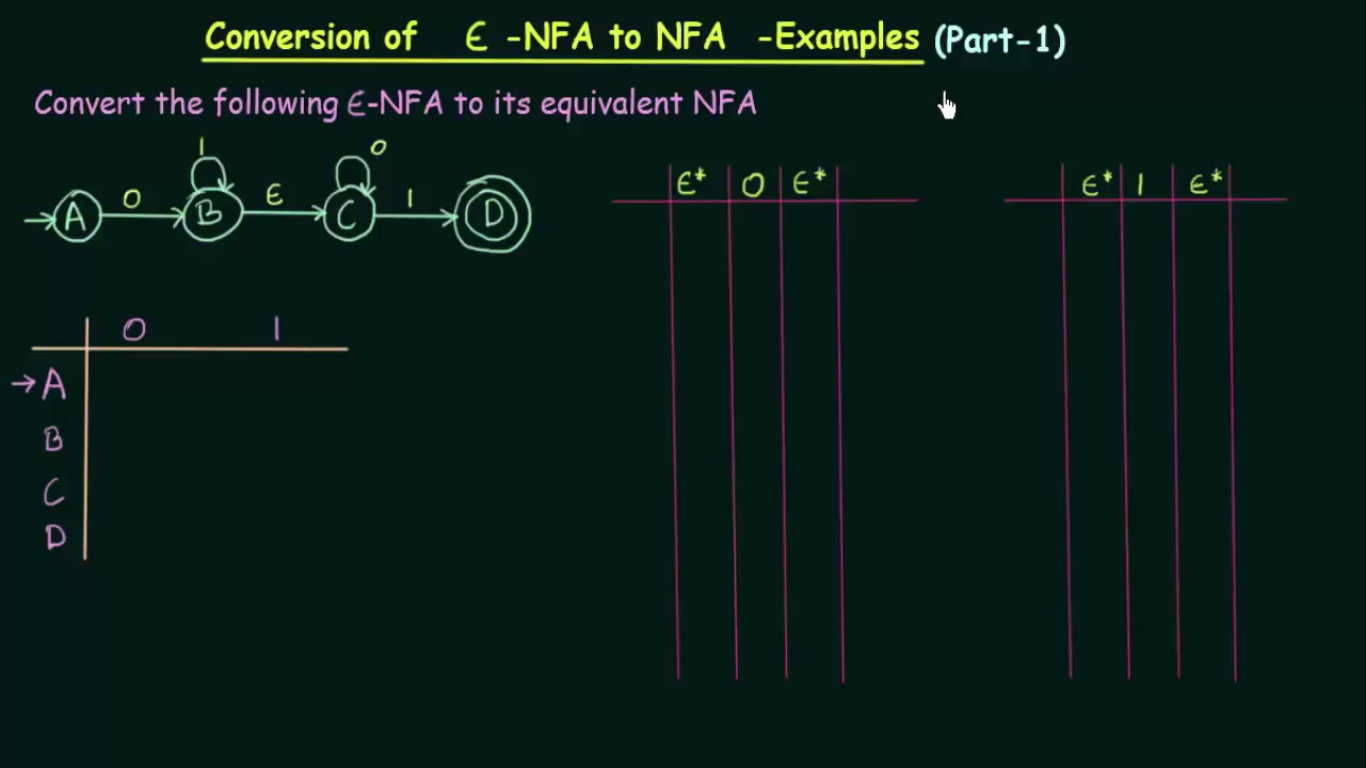 Conversion of Є -NFA to NFA -Examples (Part-1)
Convert the following Є-NFA to its equivalent NFA
1 0
0 Є 1
A B C D
Є* 0 Є*
Є* 1 Є*
0 1
→A
B
C
D